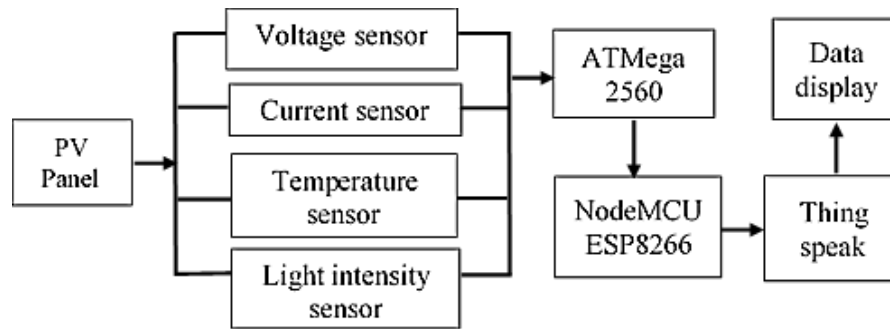 PV
Panel
Voltage sensor
Current sensor
Temperature
sensor
Light intensity
sensor
ATMega
2560
NodeMCU
ESP8266
Thing
speak
Data
display